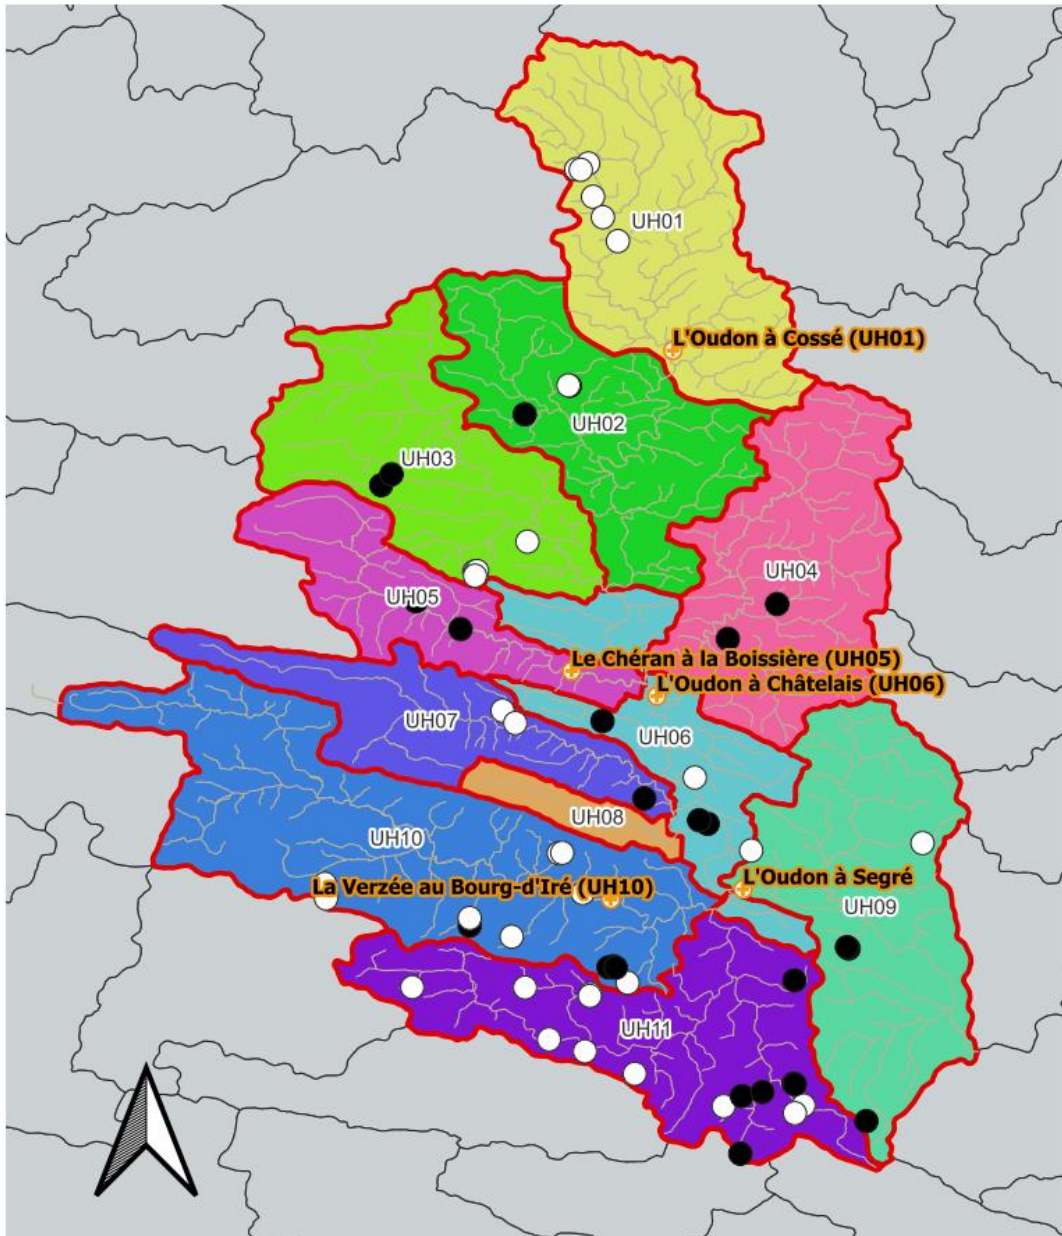 UH01
L'Oudon à Cossé (UH01)
UH02
UH03
UH04
UH05
Le Chéran à la Boissière (UH05)
L'Oudon à Châtelais (UH06)
UH07
UH06
UH08
UH10
L'Oudon à Segré
La Verzée au Bourg-d'Iré (UH10)
UH09
UH11